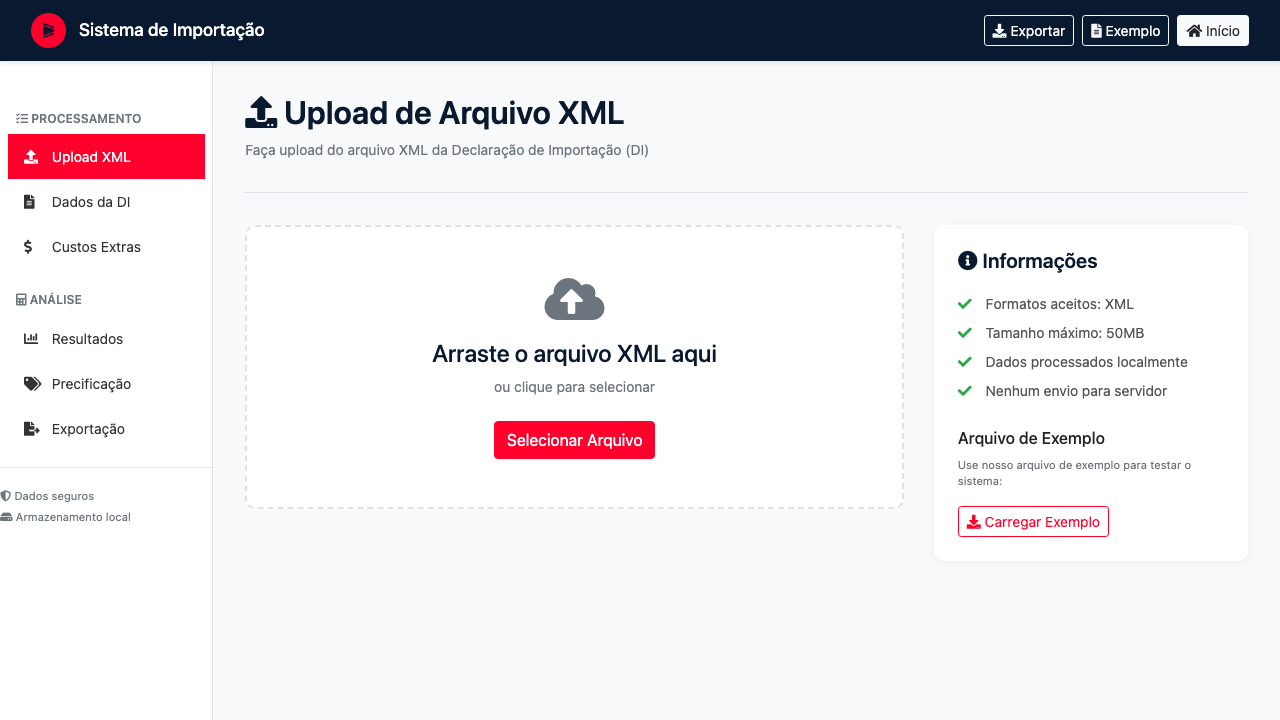 Sistema de Importação
Exportar
Exemplo
Início
PROCESSAMENTO
Upload XML
Dados da DI
Custos Extras
ANÁLISE
Resultados
Precificação
Exportação
Dados seguros
Armazenamento local
Upload de Arquivo XML
Faça upload do arquivo XML da Declaração de Importação (DI)
Arraste o arquivo XML aqui
ou clique para selecionar
Selecionar Arquivo
Informações
Formatos aceitos: XML
Tamanho máximo: 50MB
Dados processados localmente
Nenhum envio para servidor
Arquivo de Exemplo
Use nosso arquivo de exemplo para testar o
sistema:
Carregar Exemplo